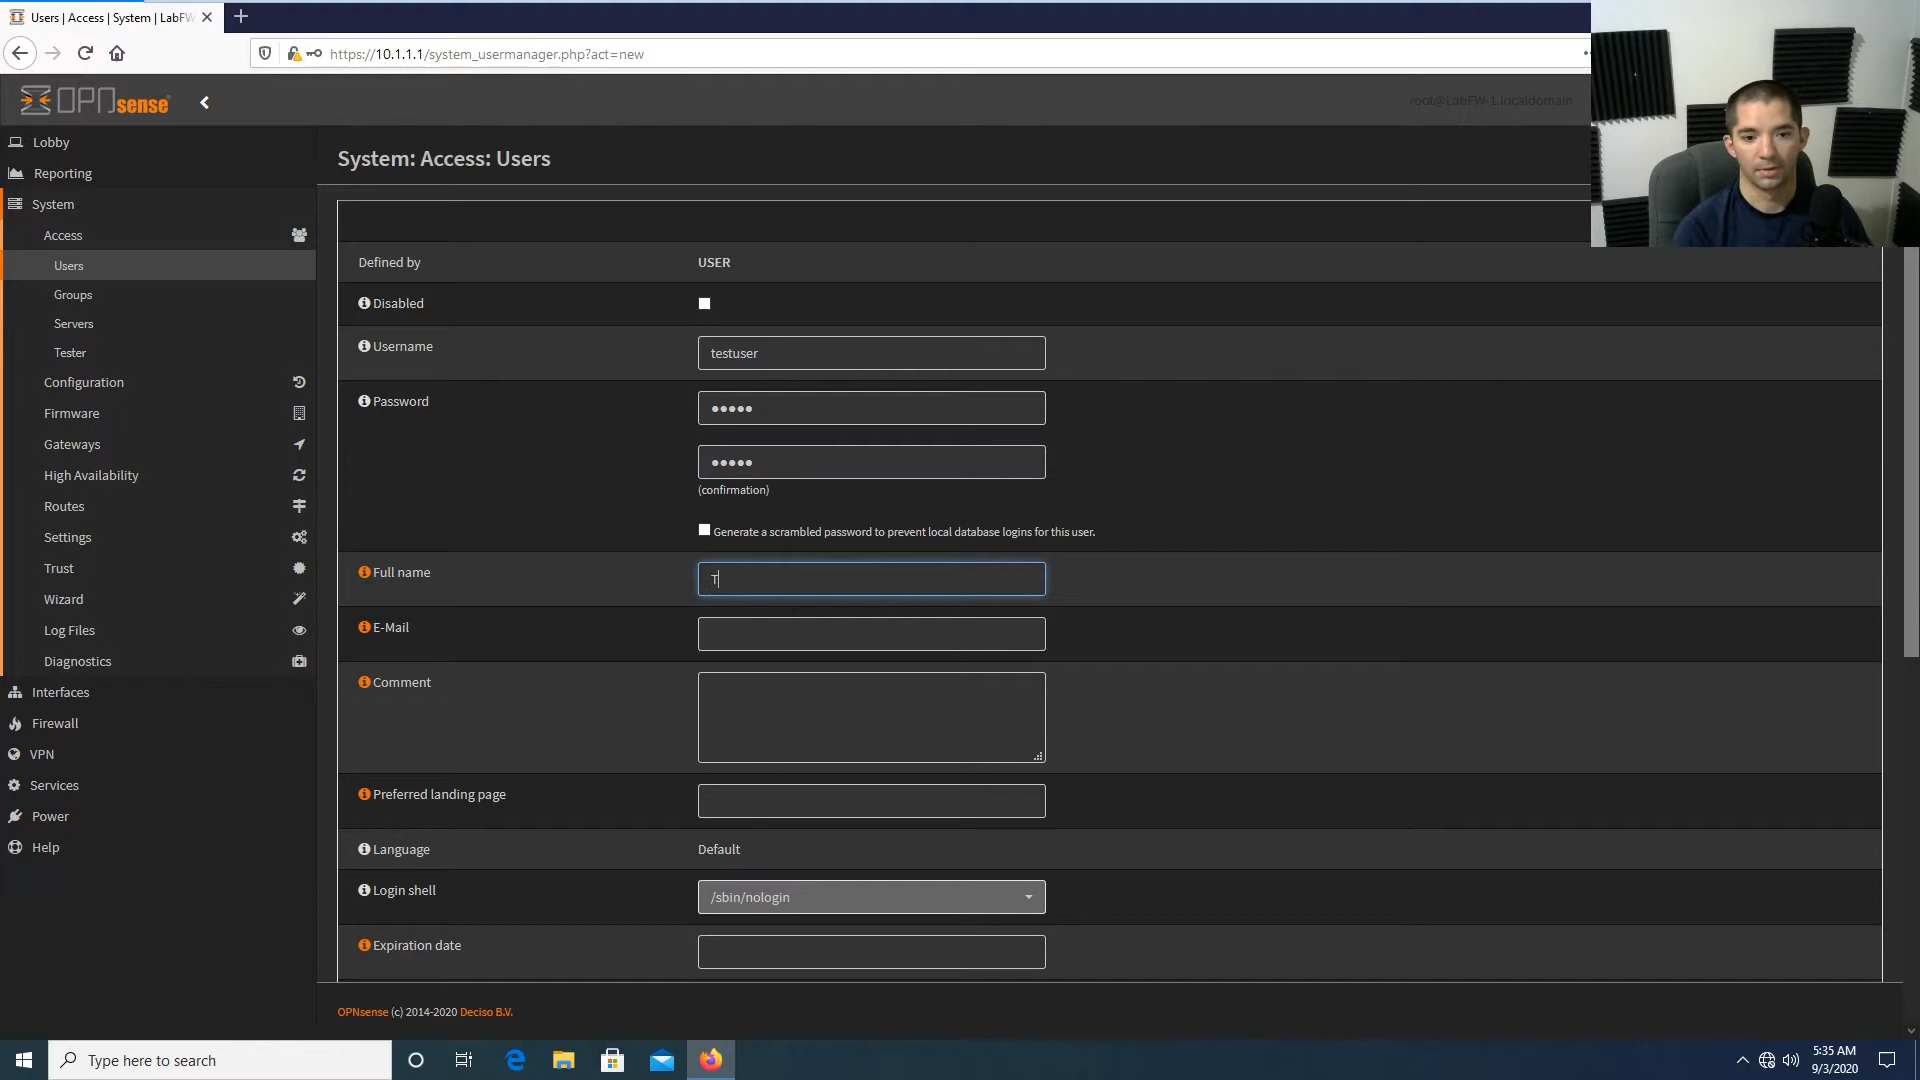 Users | Access | System | LabFW
https://10.1.1.1/system_usermanager.php?act=new
OPNsense
root@LabFW-1.localdomain
Lobby
Reporting
System
Access
Users
Groups
Servers
Tester
Configuration
Firmware
Gateways
High Availability
Routes
Settings
Trust
Wizard
Log Files
Diagnostics
Interfaces
Firewall
VPN
Services
Power
Help
System: Access: Users
Defined by USER
Disabled
Username testuser
Password •••••
•••••
(confirmation)
Generate a scrambled password to prevent local database logins for this user.
Full name T
E-Mail
Comment
Preferred landing page
Language Default
Login shell /sbin/nologin
Expiration date
OPNsense (c) 2014-2020 Deciso B.V.
Type here to search
5:35 AM
9/3/2020